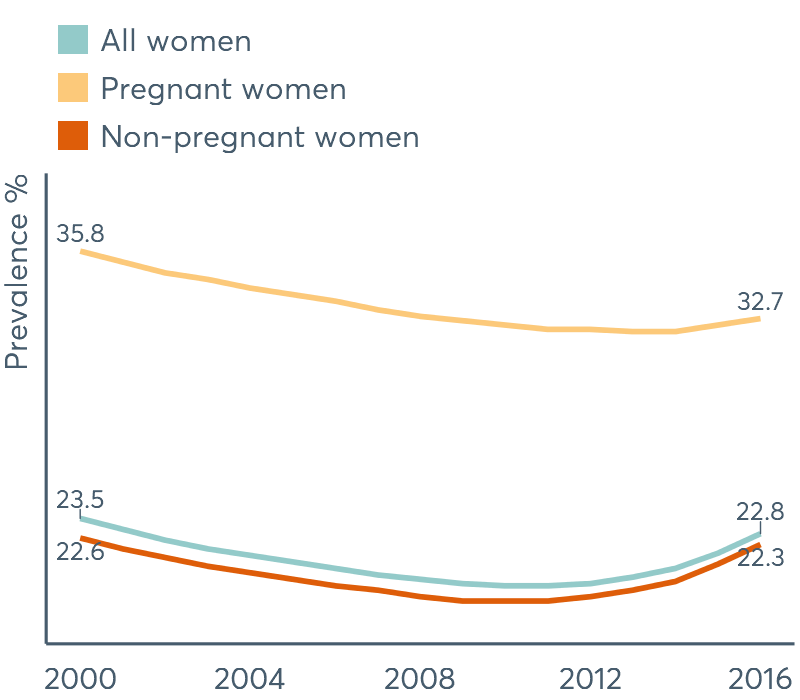 All women
Pregnant women
Non-pregnant women
Prevalence %
35.8
32.7
23.5
22.8
22.6
22.3
2000 2004 2008 2012 2016